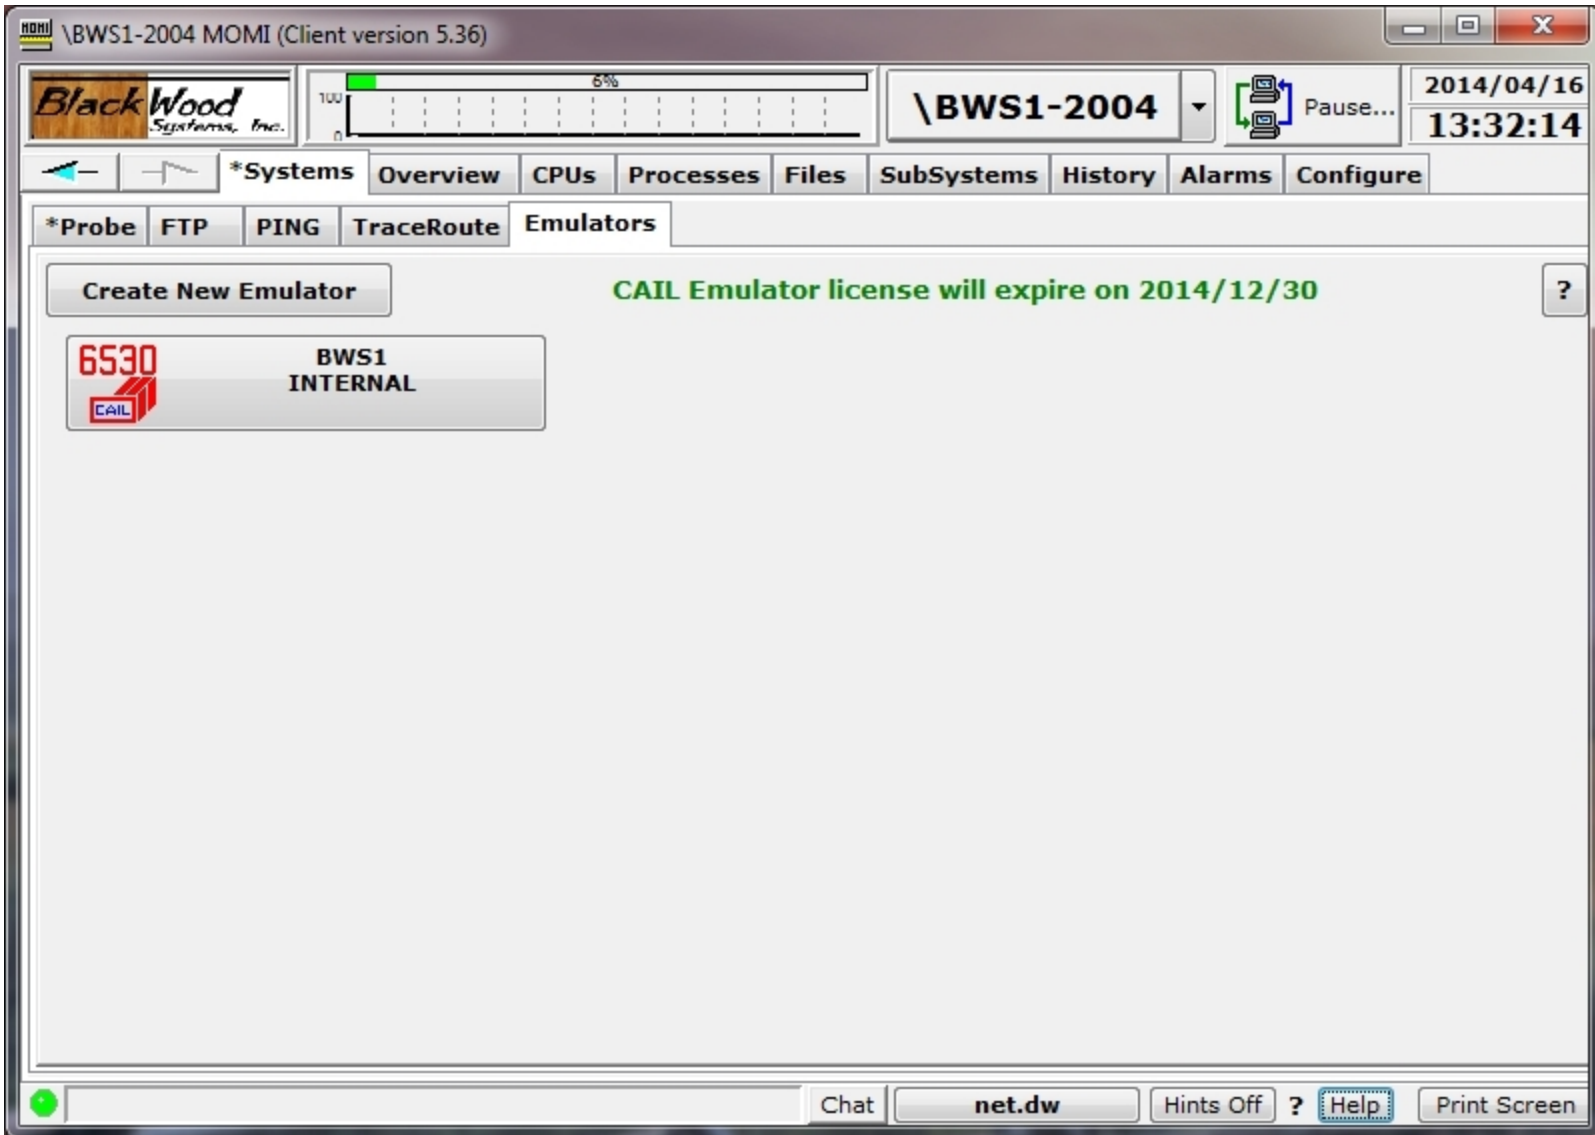 MOMI \BWS1-2004 MOMI (Client version 5.36)
BlackWood
Systems, Inc.
6%
100
0
\BWS1-2004
Pause...
2014/04/16
13:32:14
*Systems Overview CPUs Processes Files SubSystems History Alarms Configure
*Probe FTP PING TraceRoute Emulators
Create New Emulator
CAIL Emulator license will expire on 2014/12/30
?
6530
CAIL
BWS1
INTERNAL
Chat net.dw Hints Off ? Help Print Screen